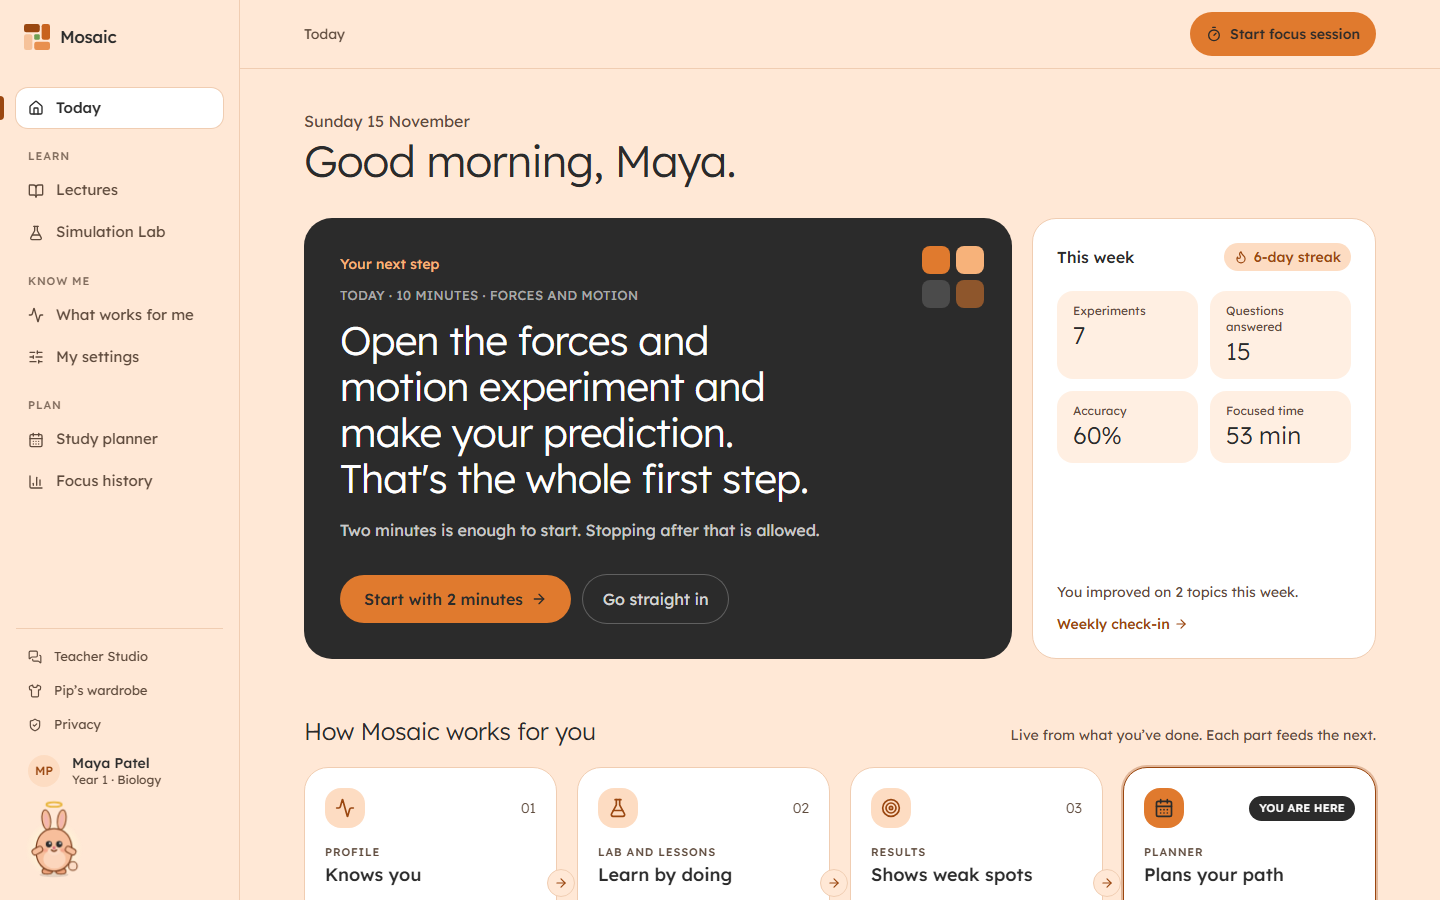 Mosaic
Today
LEARN
Lectures
Simulation Lab
KNOW ME
What works for me
My settings
PLAN
Study planner
Focus history
Teacher Studio
Pip's wardrobe
Privacy
MP
Maya Patel
Year 1 · Biology
Today
Start focus session
Sunday 15 November
Good morning, Maya.
Your next step
TODAY · 10 MINUTES · FORCES AND MOTION
Open the forces and
motion experiment and
make your prediction.
That's the whole first step.
Two minutes is enough to start. Stopping after that is allowed.
Start with 2 minutes →
Go straight in
This week
6-day streak
Experiments
7
Questions
answered
15
Accuracy
60%
Focused time
53 min
You improved on 2 topics this week.
Weekly check-in →
How Mosaic works for you
Live from what you’ve done. Each part feeds the next.
01
PROFILE
Knows you
02
LAB AND LESSONS
Learn by doing
03
RESULTS
Shows weak spots
YOU ARE HERE
PLANNER
Plans your path